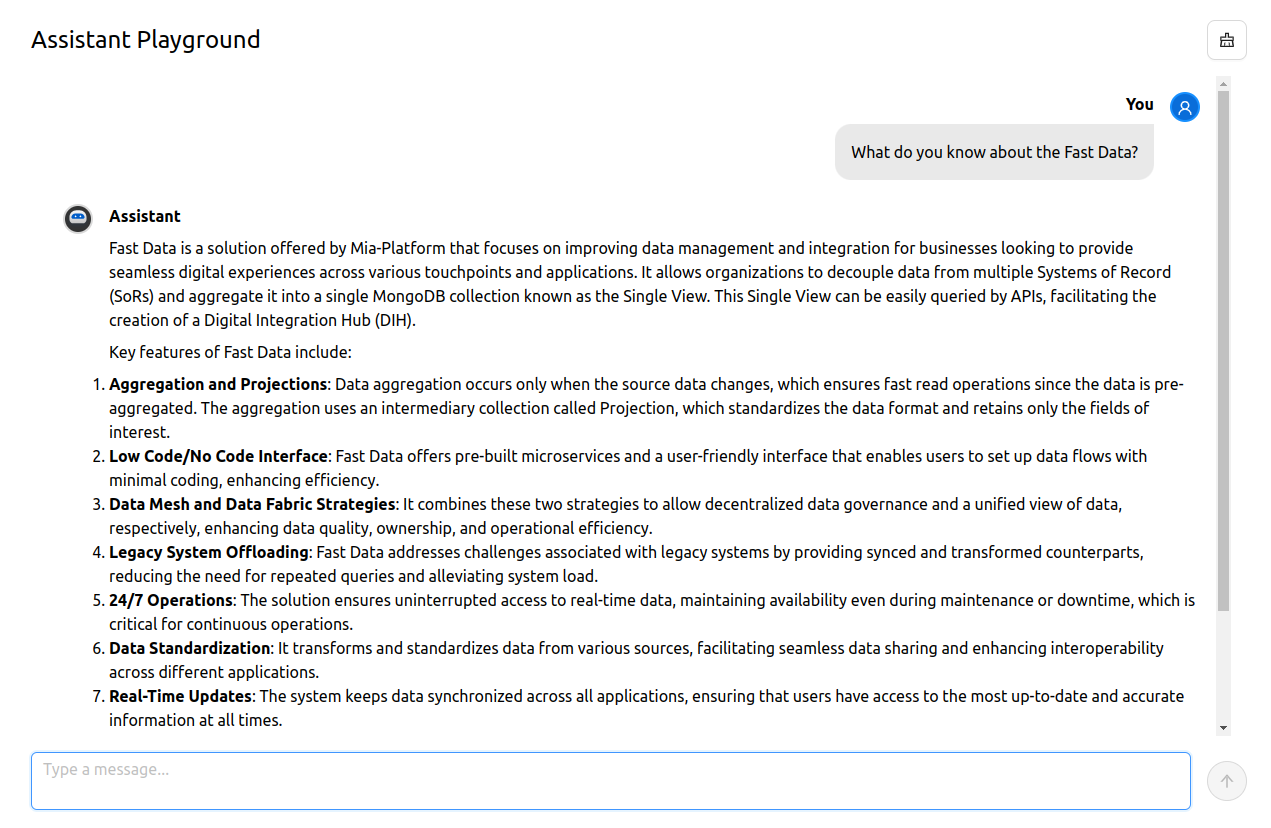 Assistant Playground
You
What do you know about the Fast Data?
Assistant
Fast Data is a solution offered by Mia-Platform that focuses on improving data management and integration for businesses looking to provide
seamless digital experiences across various touchpoints and applications. It allows organizations to decouple data from multiple Systems of Record
(SoRs) and aggregate it into a single MongoDB collection known as the Single View. This Single View can be easily queried by APIs, facilitating the
creation of a Digital Integration Hub (DIH).
Key features of Fast Data include:
1. Aggregation and Projections: Data aggregation occurs only when the source data changes, which ensures fast read operations since the data is pre-
aggregated. The aggregation uses an intermediary collection called Projection, which standardizes the data format and retains only the fields of
interest.
2. Low Code/No Code Interface: Fast Data offers pre-built microservices and a user-friendly interface that enables users to set up data flows with
minimal coding, enhancing efficiency.
3. Data Mesh and Data Fabric Strategies: It combines these two strategies to allow decentralized data governance and a unified view of data,
respectively, enhancing data quality, ownership, and operational efficiency.
4. Legacy System Offloading: Fast Data addresses challenges associated with legacy systems by providing synced and transformed counterparts,
reducing the need for repeated queries and alleviating system load.
5. 24/7 Operations: The solution ensures uninterrupted access to real-time data, maintaining availability even during maintenance or downtime, which is
critical for continuous operations.
6. Data Standardization: It transforms and standardizes data from various sources, facilitating seamless data sharing and enhancing interoperability
across different applications.
7. Real-Time Updates: The system keeps data synchronized across all applications, ensuring that users have access to the most up-to-date and accurate
information at all times.
Type a message...